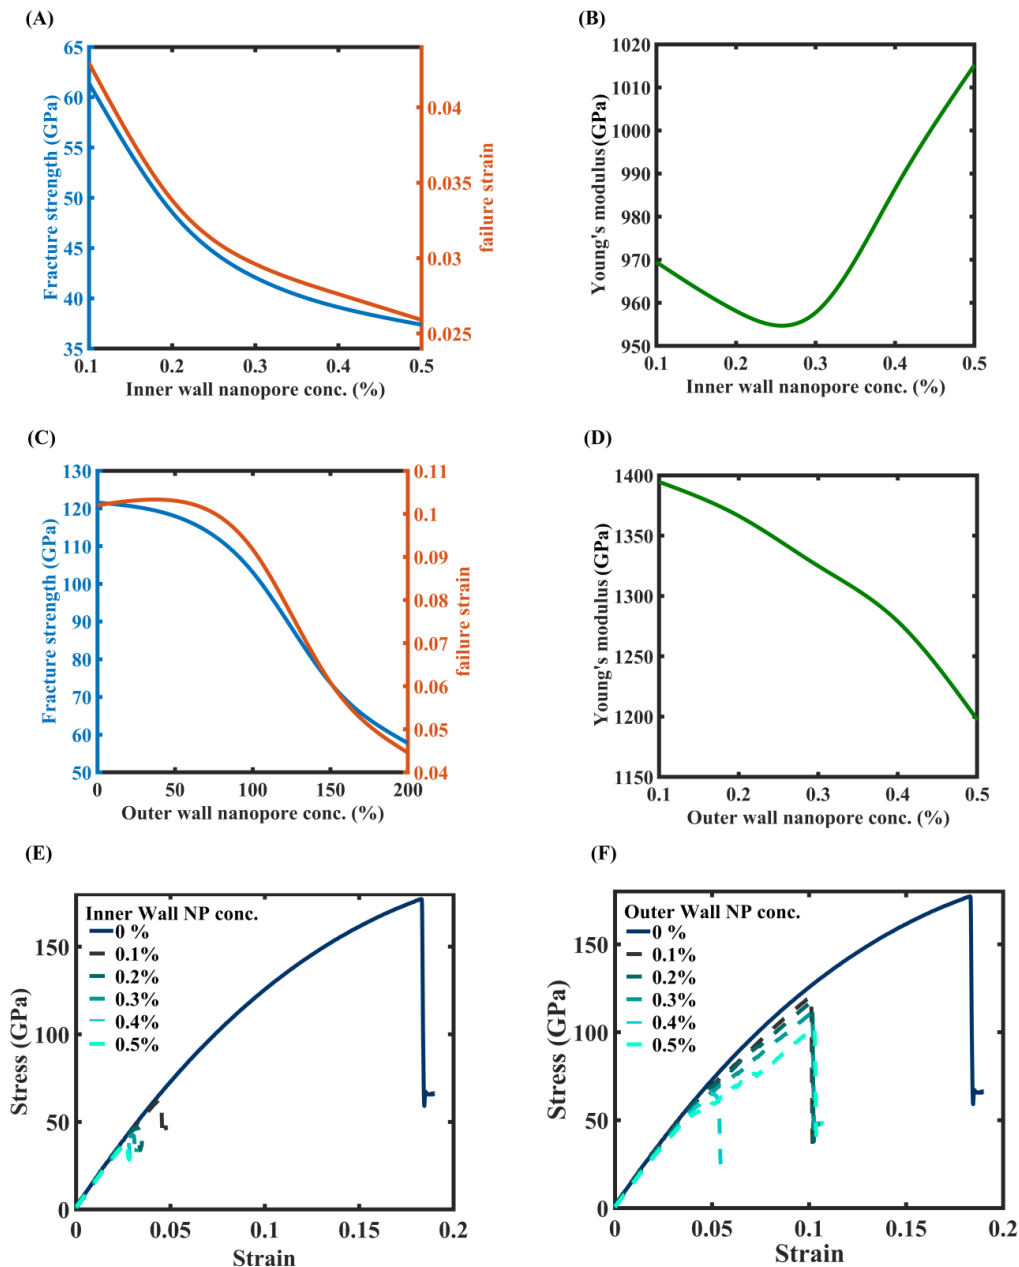 (A)
65
60
55
50
45
40
35
Fracture strength (GPa)
0.04
0.035
0.03
0.025
failure strain
0.1 0.2 0.3 0.4 0.5
Inner wall nanopore conc. (%)
(B)
1020
1010
1000
990
980
970
960
950
Young's modulus (GPa)
0.1 0.2 0.3 0.4 0.5
Inner wall nanopore conc. (%)
(C)
130
120
110
100
90
80
70
60
50
Fracture strength (GPa)
0.11
0.1
0.09
0.08
0.07
0.06
0.05
0.04
failure strain
0 50 100 150 200
Outer wall nanopore conc. (%)
(D)
1400
1350
1300
1250
1200
1150
Young's modulus (GPa)
0.1 0.2 0.3 0.4 0.5
Outer wall nanopore conc. (%)
(E)
Inner Wall NP conc.
0 %
0.1%
0.2%
0.3%
0.4%
0.5%
150
100
50
0
Stress (GPa)
0 0.05 0.1 0.15 0.2
Strain
(F)
Outer Wall NP conc.
0 %
0.1%
0.2%
0.3%
0.4%
0.5%
150
100
50
0
Stress (GPa)
0 0.05 0.1 0.15 0.2
Strain